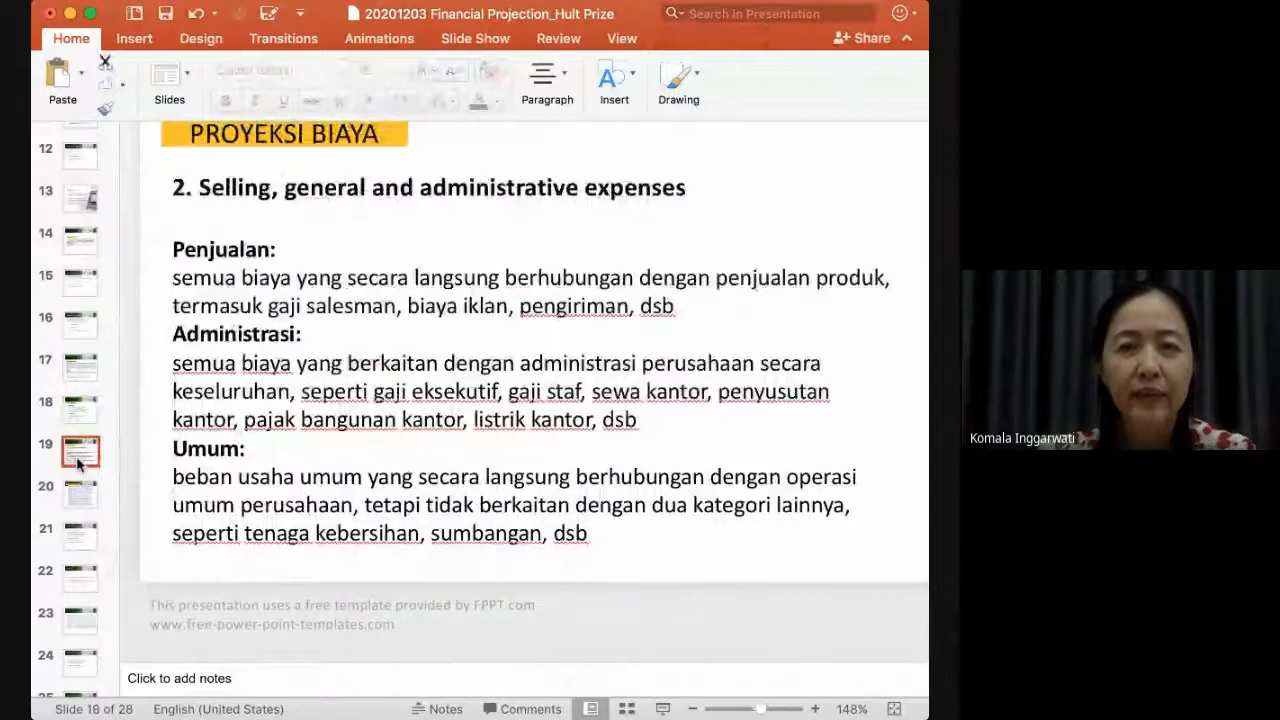 20201203 Financial Projection_Hult Prize
Search in Presentation
Home Insert Design Transitions Animations Slide Show Review View Share
Paste Slides Paragraph Insert Drawing
12
13
14
15
16
17
18
19
20
21
22
23
24
PROYEKSI BIAYA
2. Selling, general and administrative expenses
Penjualan:
semua biaya yang secara langsung berhubungan dengan penjualan produk,
termasuk gaji salesman, biaya iklan, pengiriman, dsb
Administrasi:
semua biaya yang berkaitan dengan administrasi perusahaan secara
keseluruhan, seperti gaji eksekutif, gaji staf, sewa kantor, penyusutan
kantor, pajak bangunan kantor, listrik kantor, dsb
Umum:
beban usaha umum yang secara langsung berhubungan dengan operasi
umum perusahaan, tetapi tidak berkaitan dengan dua kategori lainnya,
seperti tenaga kebersihan, sumbangan, dsb
This presentation uses a free template provided by FPPT com
www.free-power-point-templates.com
Click to add notes
Slide 19 of 28 English (United States) Notes Comments 148%
Komala Inggarwati